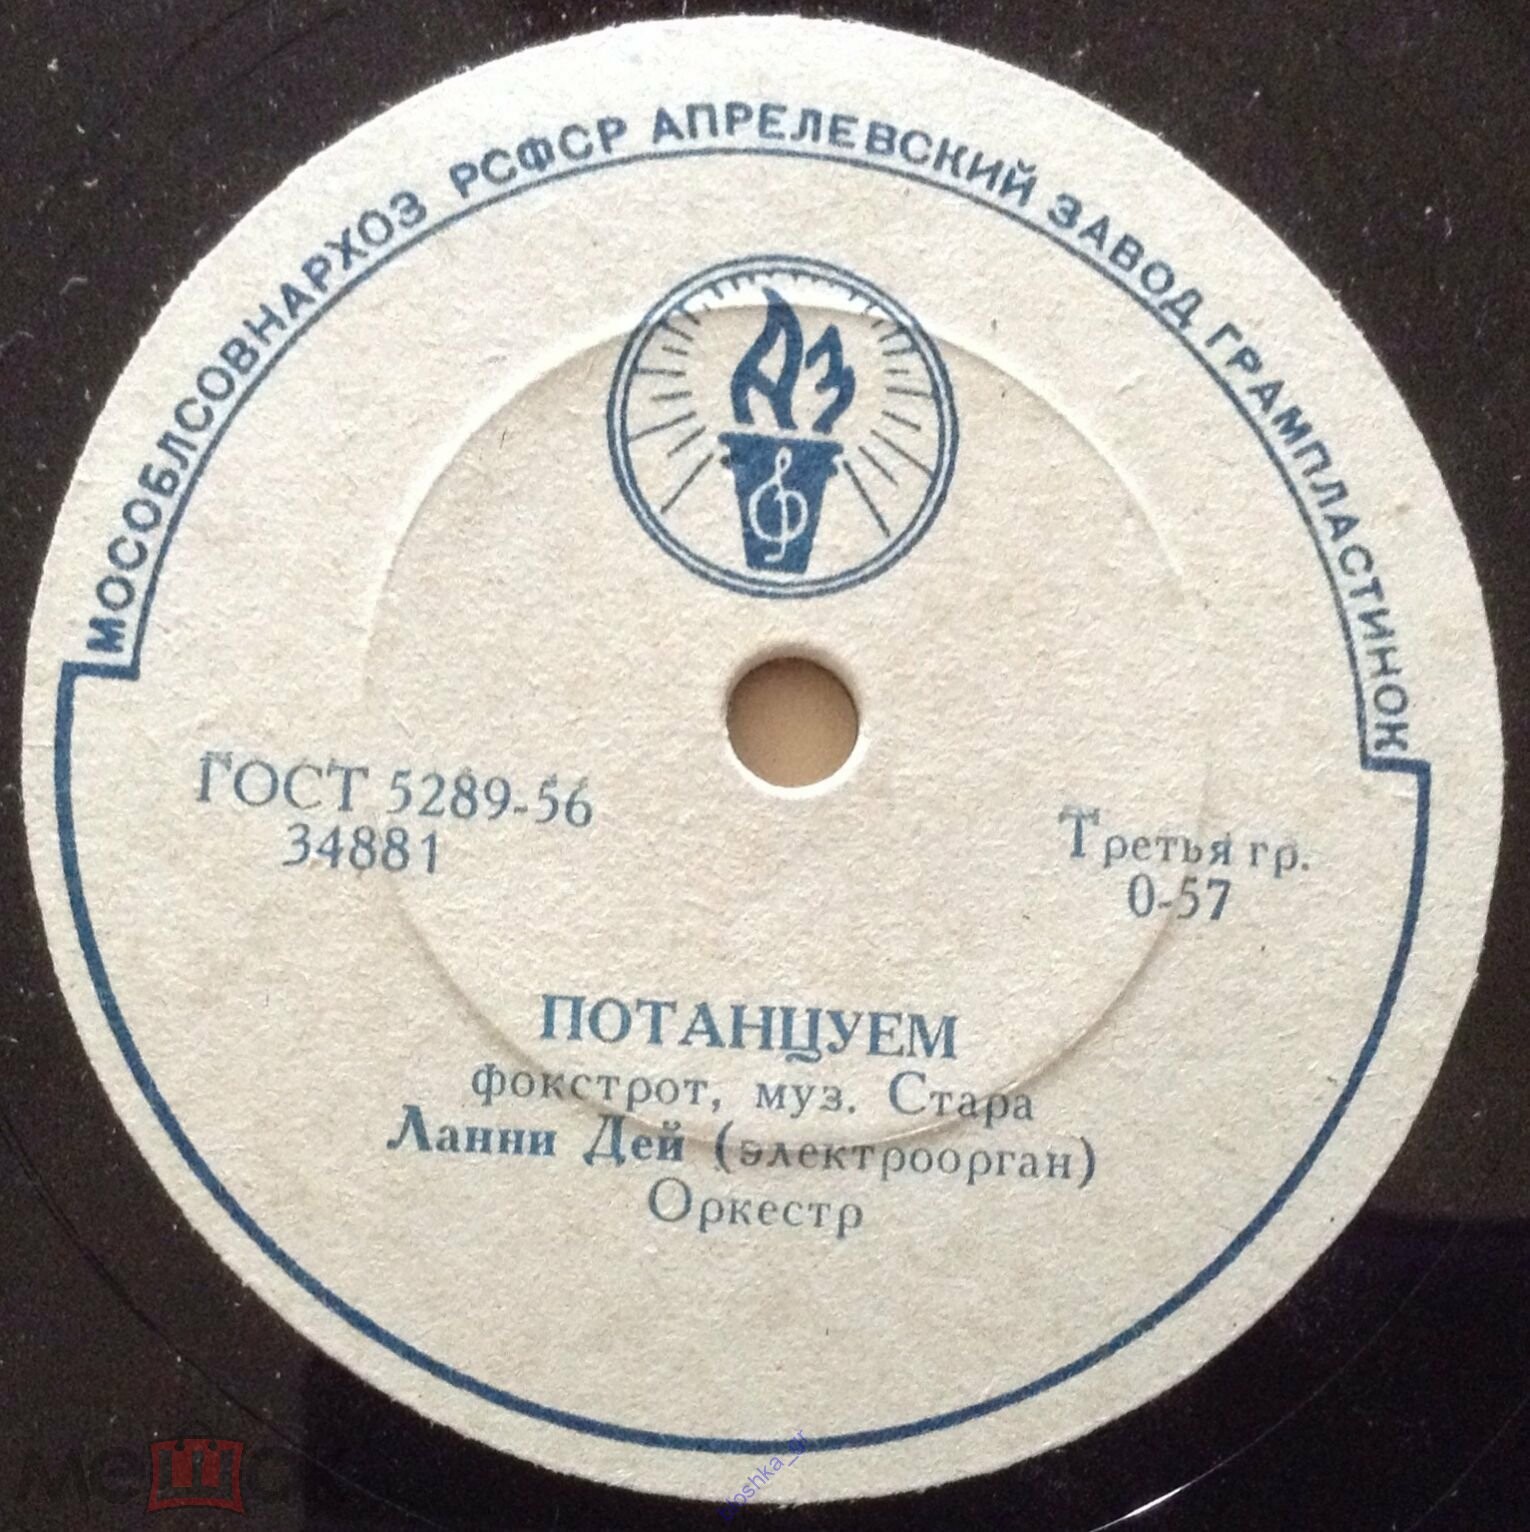 МОСОБЛСОВНАРХОЗ РСФСР АПРЕЛЕВСКИЙ ЗАВОД ГРАМПЛАСТИНОК
АЗ
ГОСТ 5289-56
34881
Третья гр.
0-57
ПОТАНЦУЕМ
фокстрот, муз. Стара
Ланни Дей (электроорган)
Оркестр
Moshka_gr